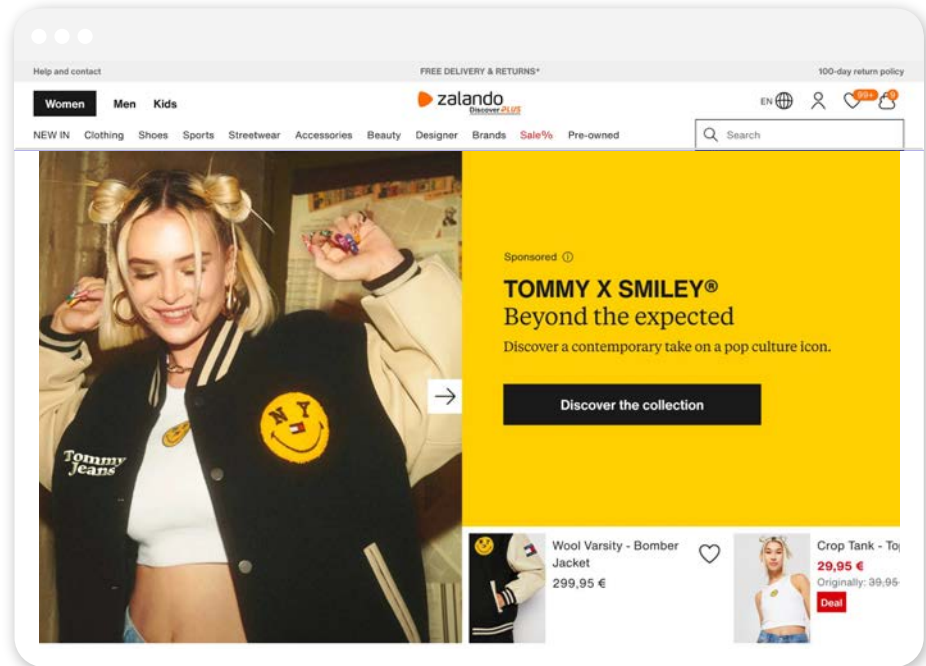 Help and contact
FREE DELIVERY & RETURNS*
100-day return policy
Women Men Kids
zalando
Discover PLUS
EN
99+
9
NEW IN Clothing Shoes Sports Streetwear Accessories Beauty Designer Brands Sale% Pre-owned
Search
Sponsored
TOMMY X SMILEY®
Beyond the expected
Discover a contemporary take on a pop culture icon.
Discover the collection
N Y
Tommy
Jeans
Wool Varsity - Bomber
Jacket
299,95 €
Crop Tank - To
29,95 €
Originally: 39,95
Deal